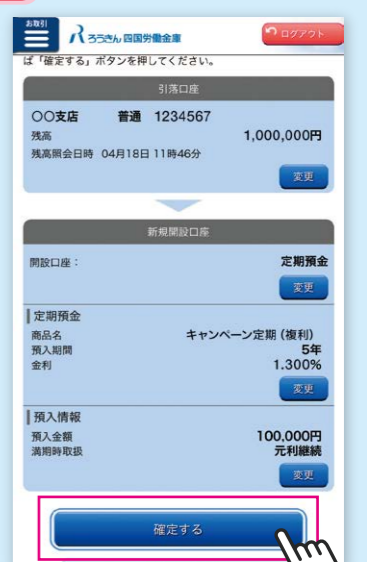 お取引
ろうきん 四国労働金庫
ログアウト
ば「確定する」ボタンを押してください。
引落口座
〇〇支店 普通 1234567
残高 1,000,000円
残高照会日時 04月18日 11時46分
変更
新規開設口座
開設口座： 定期預金
変更
定期預金
商品名 キャンペーン定期（複利）
預入期間 5年
金利 1.300%
変更
預入情報
預入金額 100,000円
満期時取扱 元利継続
変更
確定する